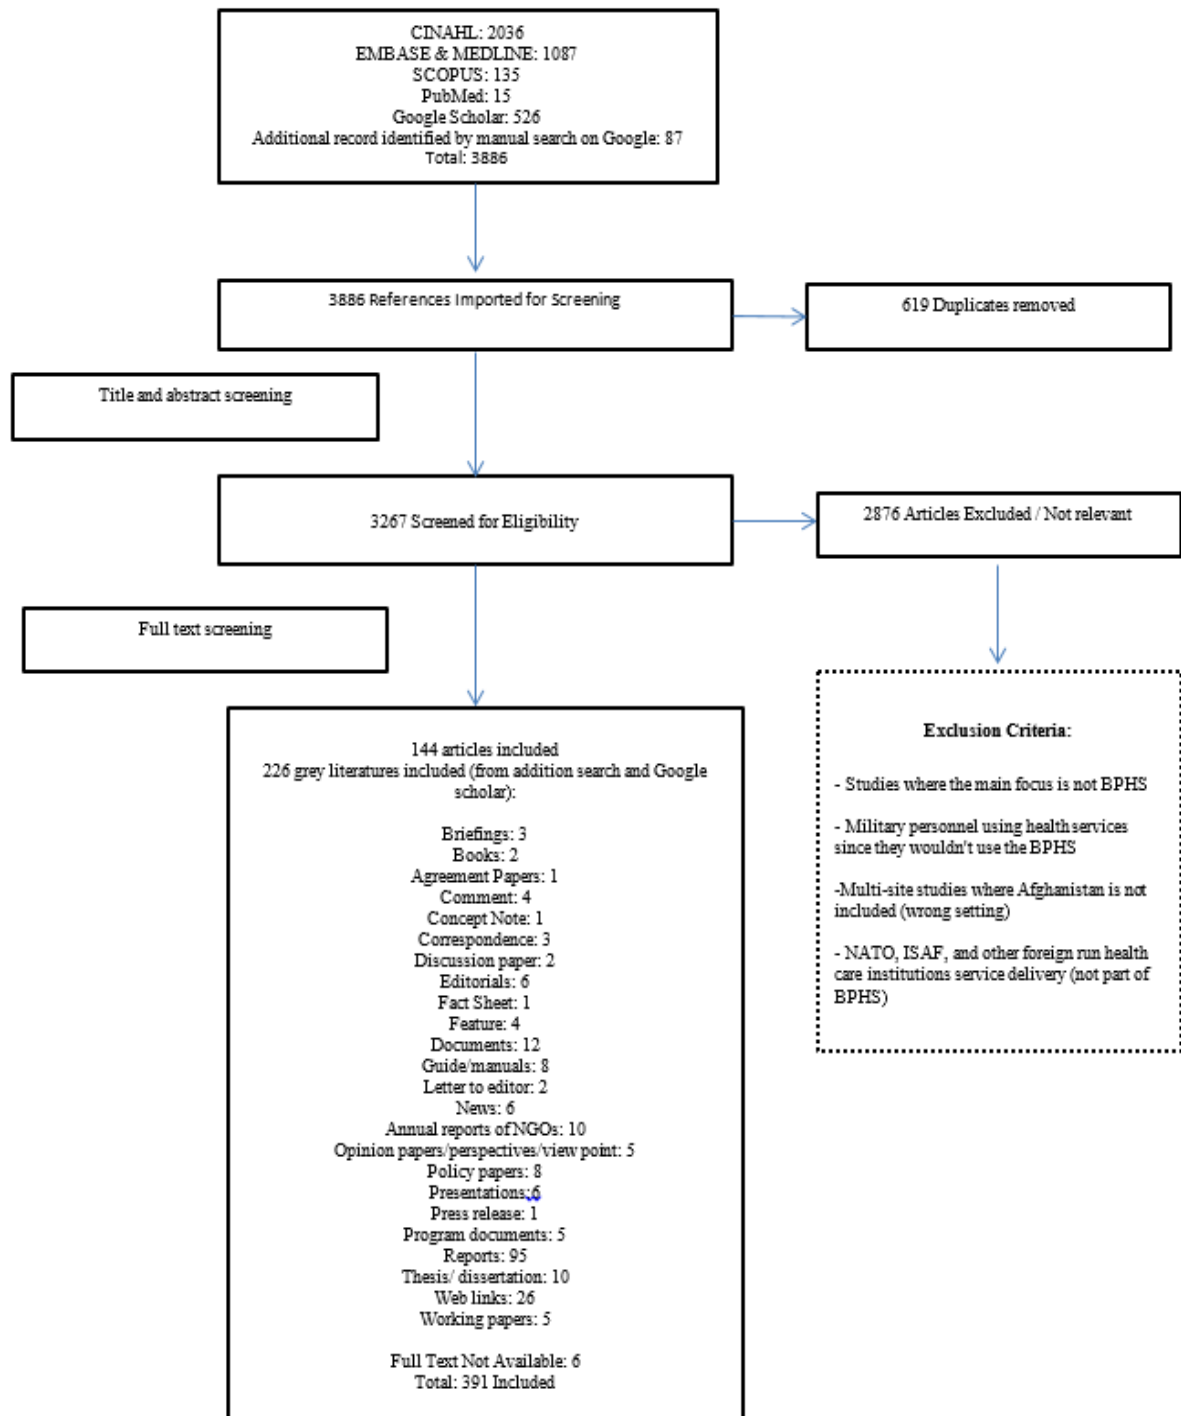 CINAHL: 2036
EMBASE & MEDLINE: 1087
SCOPUS: 135
PubMed: 15
Google Scholar: 526
Additional record identified by manual search on Google: 87
Total: 3886
3886 References Imported for Screening
619 Duplicates removed
Title and abstract screening
3267 Screened for Eligibility
2876 Articles Excluded / Not relevant
Full text screening
144 articles included
226 grey literatures included (from addition search and Google
scholar):
Briefings: 3
Books: 2
Agreement Papers: 1
Comment: 4
Concept Note: 1
Correspondence: 3
Discussion paper: 2
Editorials: 6
Fact Sheet: 1
Feature: 4
Documents: 12
Guide/manuals: 8
Letter to editor: 2
News: 6
Annual reports of NGOs: 10
Opinion papers/perspectives/view point: 5
Policy papers: 8
Presentations:6
Press release: 1
Program documents: 5
Reports: 95
Thesis/ dissertation: 10
Web links: 26
Working papers: 5
Full Text Not Available: 6
Total: 391 Included
Exclusion Criteria:
- Studies where the main focus is not BPHS
- Military personnel using health services
since they wouldn't use the BPHS
-Multi-site studies where Afghanistan is not
included (wrong setting)
- NATO, ISAF, and other foreign run health
care institutions service delivery (not part of
BPHS)